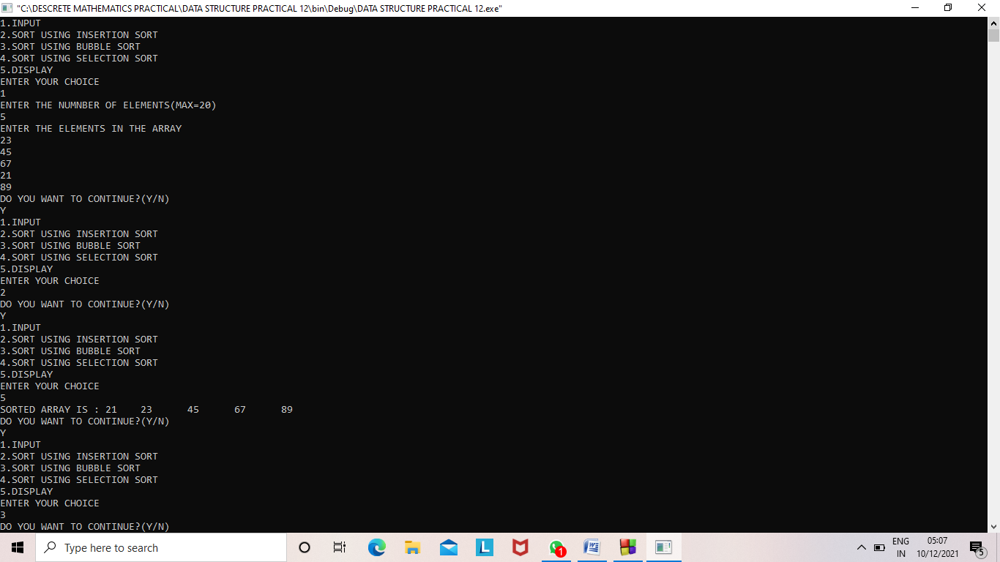 "C:\DESCRETE MATHEMATICS PRACTICAL\DATA STRUCTURE PRACTICAL 12\bin\Debug\DATA STRUCTURE PRACTICAL 12.exe"
1.INPUT
2.SORT USING INSERTION SORT
3.SORT USING BUBBLE SORT
4.SORT USING SELECTION SORT
5.DISPLAY
ENTER YOUR CHOICE
1
ENTER THE NUMNBER OF ELEMENTS(MAX=20)
5
ENTER THE ELEMENTS IN THE ARRAY
23
45
67
21
89
DO YOU WANT TO CONTINUE?(Y/N)
Y
1.INPUT
2.SORT USING INSERTION SORT
3.SORT USING BUBBLE SORT
4.SORT USING SELECTION SORT
5.DISPLAY
ENTER YOUR CHOICE
2
DO YOU WANT TO CONTINUE?(Y/N)
Y
1.INPUT
2.SORT USING INSERTION SORT
3.SORT USING BUBBLE SORT
4.SORT USING SELECTION SORT
5.DISPLAY
ENTER YOUR CHOICE
5
SORTED ARRAY IS : 21 23 45 67 89
DO YOU WANT TO CONTINUE?(Y/N)
Y
1.INPUT
2.SORT USING INSERTION SORT
3.SORT USING BUBBLE SORT
4.SORT USING SELECTION SORT
5.DISPLAY
ENTER YOUR CHOICE
3
DO YOU WANT TO CONTINUE?(Y/N)
Type here to search
L
1
W
ENG
IN
05:07
10/12/2021
5